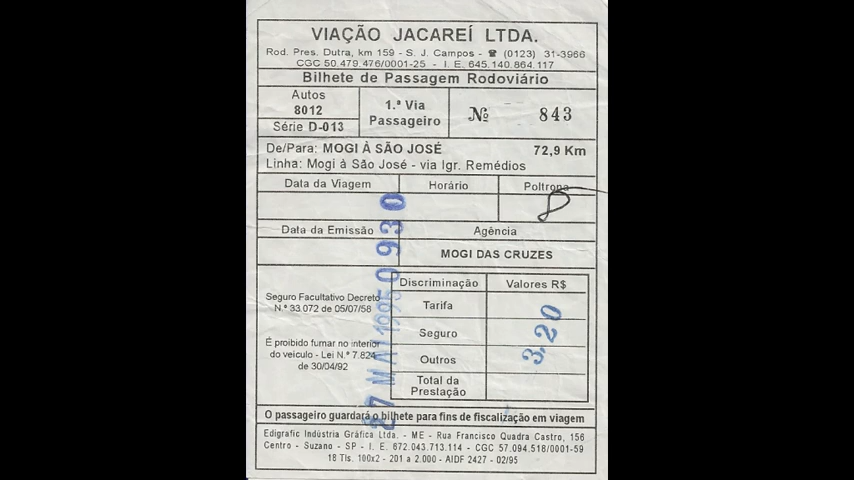 VIAÇÃO JACAREÍ LTDA.
Rod. Pres. Dutra, km 159 - S. J. Campos - ☎ (0123) 31-3966
CGC 50.479.476/0001-25 - I. E. 645.140.864.117
Bilhete de Passagem Rodoviário
Autos
8012
Série D-013
1.ª Via
Passageiro
Nº 843
De/Para: MOGI À SÃO JOSÉ 72,9 Km
Linha: Mogi à São José - via Igr. Remédios
Data da Viagem Horário Poltrona
8
Data da Emissão Agência
MOGI DAS CRUZES
27 MAI 1995 0930
Seguro Facultativo Decreto
N.º 33.072 de 05/07/58
É proibido fumar no interior
do veículo - Lei N.º 7.824
de 30/04/92
Discriminação Valores R$
Tarifa
Seguro
Outros
Total da
Prestação
3,20
O passageiro guardará o bilhete para fins de fiscalização em viagem
Edigrafic Indústria Gráfica Ltda. - ME - Rua Francisco Quadra Castro, 156
Centro - Suzano - SP - I. E. 672.043.713.114 - CGC 57.094.518/0001-59
18 Tls. 100x2 - 201 a 2.000 - AIDF 2427 - 02/95